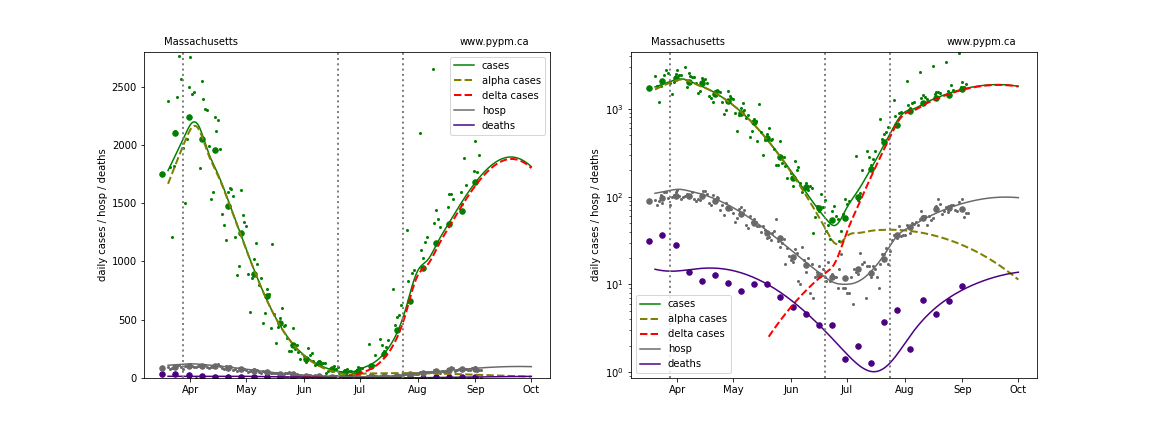 Massachusetts www.pypm.ca
daily cases / hosp / deaths
2500
2000
1500
1000
500
0
cases
alpha cases
delta cases
hosp
deaths
Apr May Jun Jul Aug Sep Oct
Massachusetts www.pypm.ca
daily cases / hosp / deaths
10³
10²
10¹
10⁰
cases
alpha cases
delta cases
hosp
deaths
Apr May Jun Jul Aug Sep Oct